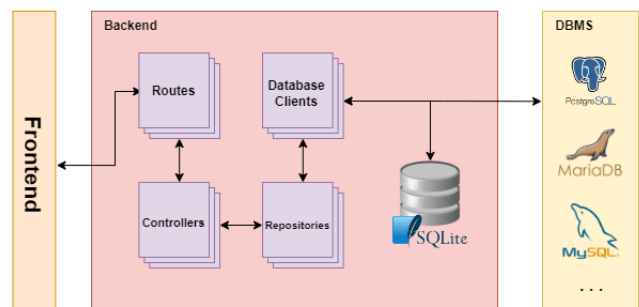 Backend
DBMS
Frontend
Routes
Database
Clients
PostgreSQL
MariaDB
Controllers
Repositories
SQLite
MySQL
...